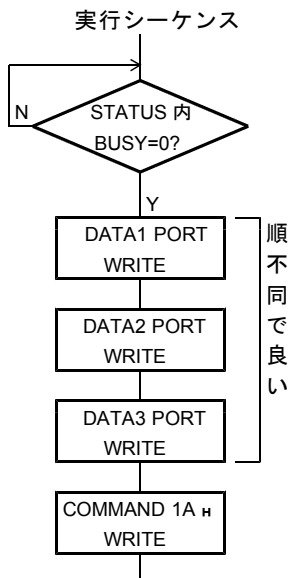 実行シーケンス
STATUS 内
BUSY=0?
N
Y
DATA1 PORT
WRITE
DATA2 PORT
WRITE
DATA3 PORT
WRITE
順不同で良い
COMMAND 1A H
WRITE